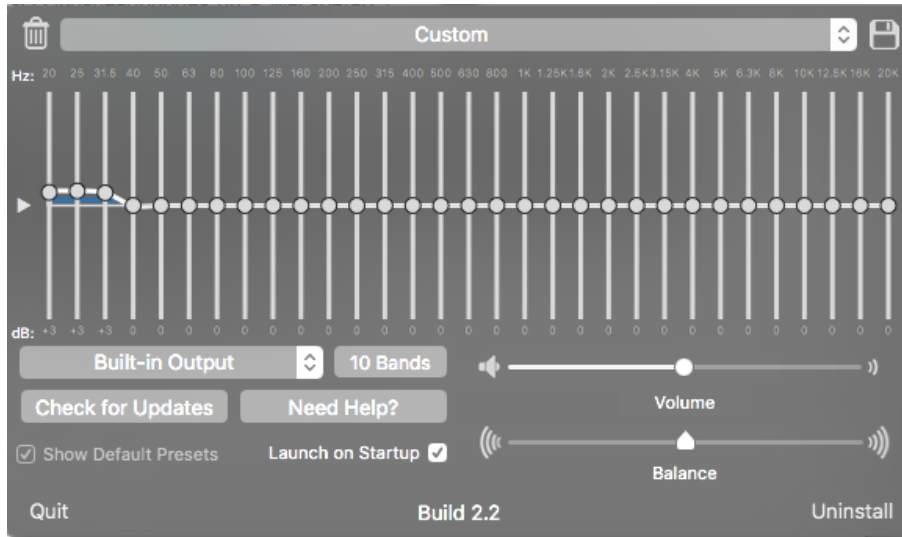 Custom
Hz: 20 25 31.5 40 50 63 80 100 125 160 200 250 315 400 500 630 800 1K 1.25K 1.6K 2K 2.5K 3.15K 4K 5K 6.3K 8K 10K 12.5K 16K 20K
dB: +3 +3 +3 0 0 0 0 0 0 0 0 0 0 0 0 0 0 0 0 0 0 0 0 0 0 0 0 0 0 0 0
Built-in Output 10 Bands
Volume
Check for Updates Need Help?
Show Default Presets Launch on Startup
Balance
Quit Build 2.2 Uninstall